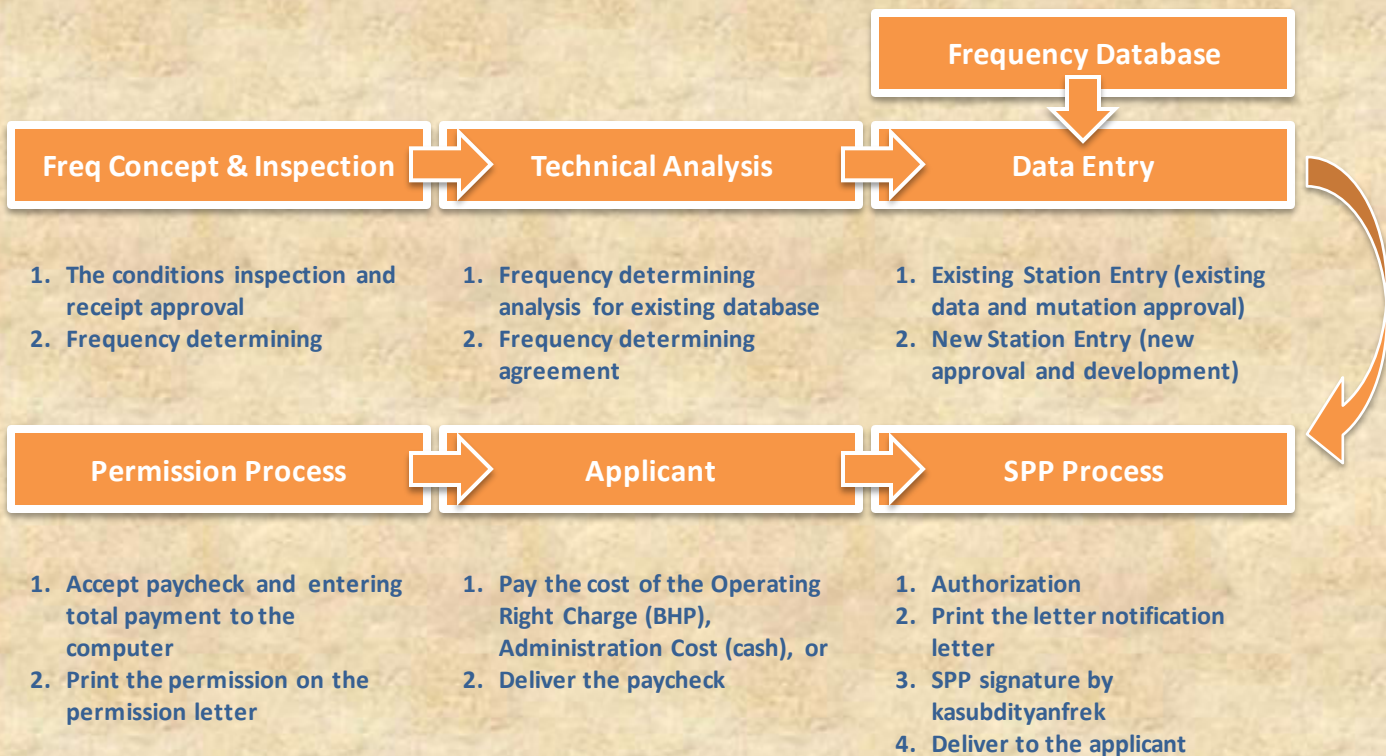 Frequency Database
Freq Concept & Inspection
Technical Analysis
Data Entry
1. The conditions inspection and
receipt approval
2. Frequency determining
1. Frequency determining
analysis for existing database
2. Frequency determining
agreement
1. Existing Station Entry (existing
data and mutation approval)
2. New Station Entry (new
approval and development)
Permission Process
Applicant
SPP Process
1. Accept paycheck and entering
total payment to the
computer
2. Print the permission on the
permission letter
1. Pay the cost of the Operating
Right Charge (BHP),
Administration Cost (cash), or
2. Deliver the paycheck
1. Authorization
2. Print the letter notification
letter
3. SPP signature by
kasubdityanfrek
4. Deliver to the applicant